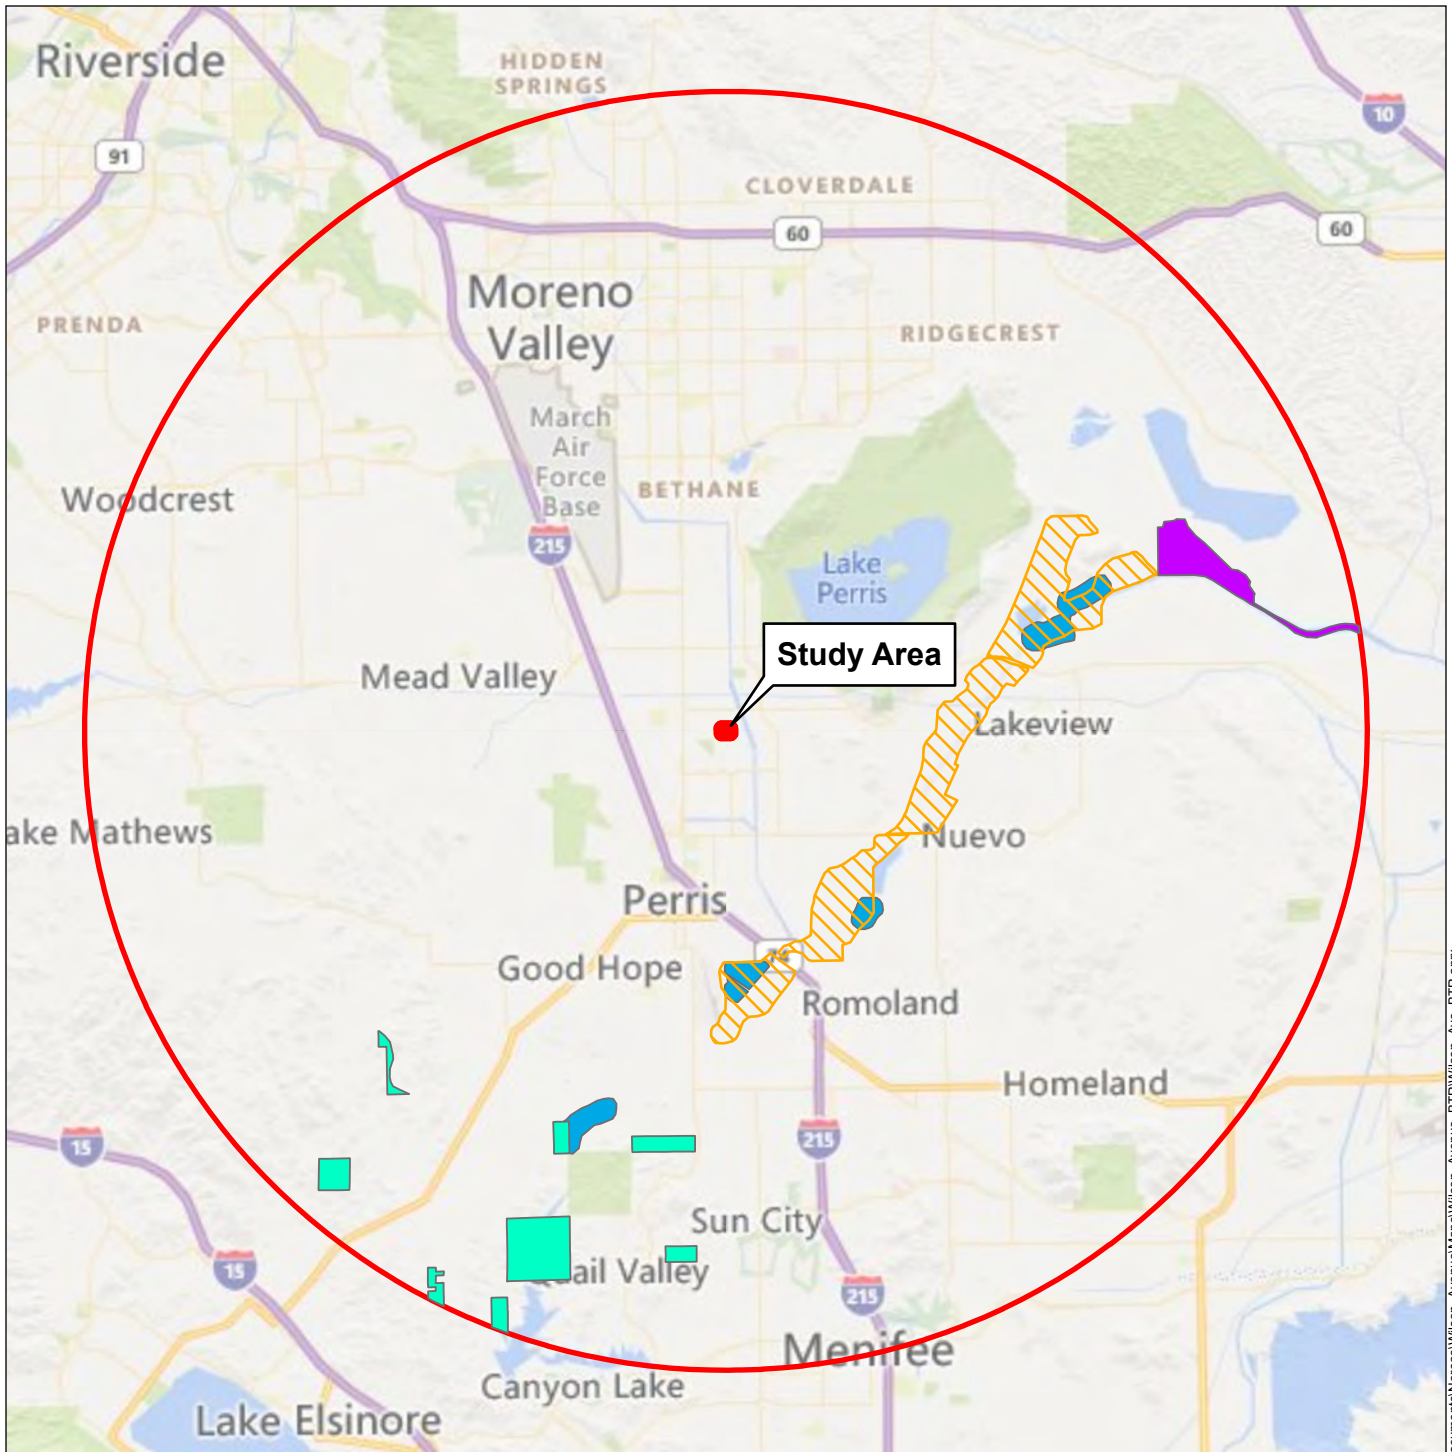 Riverside
HIDDEN
SPRINGS
10
91
CLOVERDALE
60
60
Moreno
Valley
PRENDA
RIDGECREST
March
Air
Force
Base
Woodcrest
BETHANE
215
Lake
Perris
Study Area
Mead Valley
Lakeview
ake Mathews
Nuevo
Perris
Good Hope
Romoland
Homeland
15
215
Sun City
Quail Valley
15
215
Menifee
Canyon Lake
Lake Elsinore